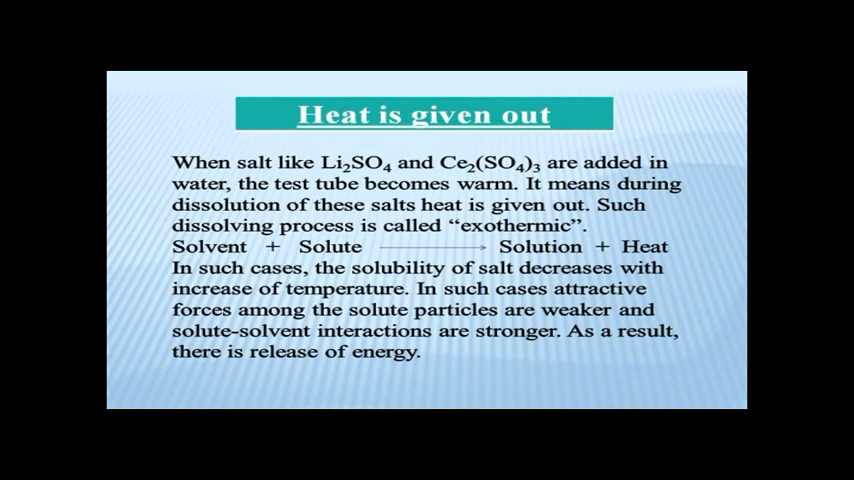 Heat is given out
When salt like Li₂SO₄ and Ce₂(SO₄)₃ are added in
water, the test tube becomes warm. It means during
dissolution of these salts heat is given out. Such
dissolving process is called “exothermic”.
Solvent + Solute ⟶ Solution + Heat
In such cases, the solubility of salt decreases with
increase of temperature. In such cases attractive
forces among the solute particles are weaker and
solute-solvent interactions are stronger. As a result,
there is release of energy.